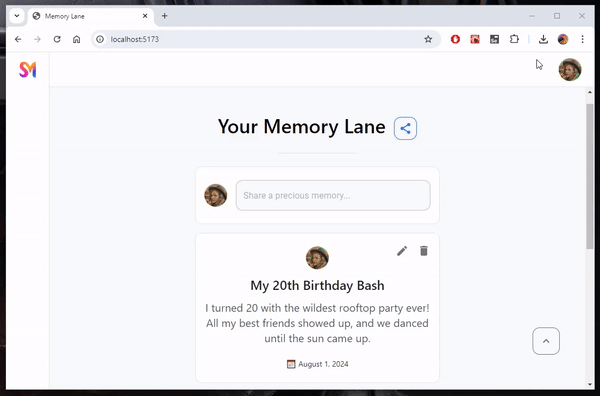 Memory Lane
localhost:5173
SM
Your Memory Lane
Share a precious memory...
My 20th Birthday Bash
I turned 20 with the wildest rooftop party ever!
All my best friends showed up, and we danced
until the sun came up.
August 1, 2024